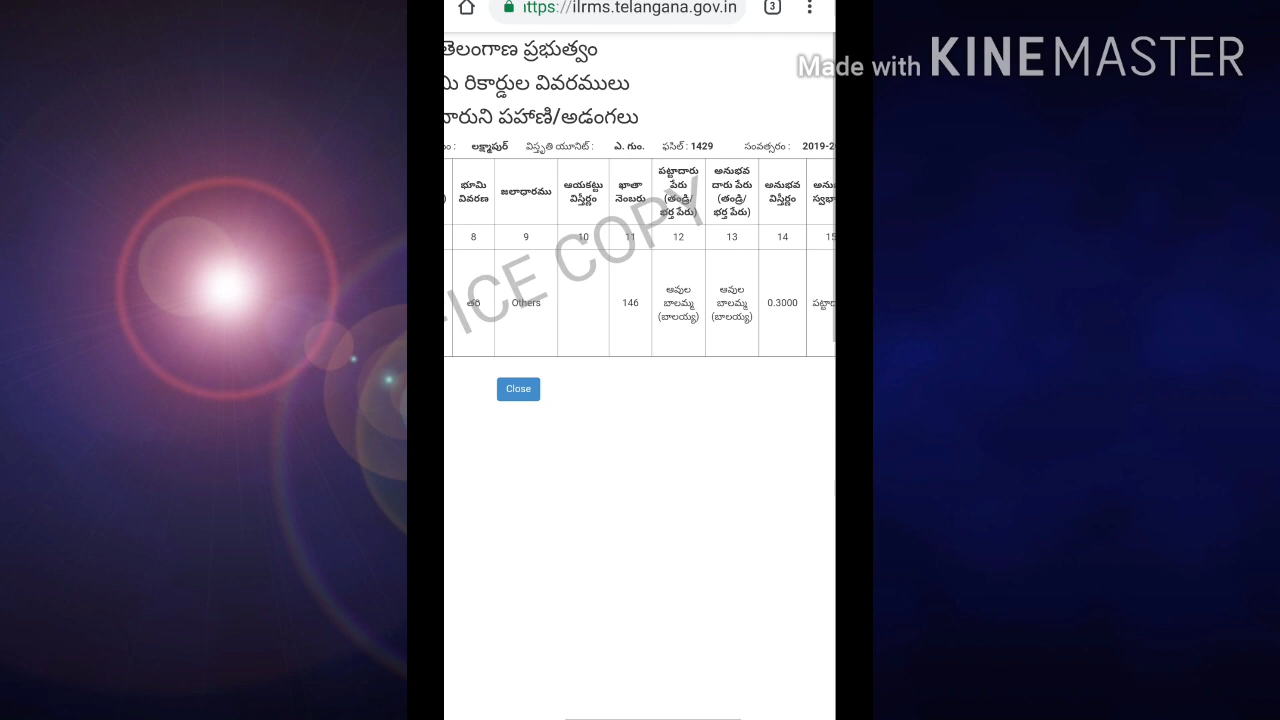 https://ilrms.telangana.gov.in 3
Made with KINEMASTER
తెలంగాణ ప్రభుత్వం
రికార్డుల వివరములు
పహాణి/అడంగలు
లక్ష్మాపుర్ విస్తృతి యూనిట్ : ఎ. గుం. ఫసిలి : 1429 సంవత్సరం : 2019-2
భూమి వివరణ
జలాధారము
ఆయకట్టు విస్తీర్ణం
ఖాతా నెంబరు
పట్టాదారు పేరు (తండ్రి/ భర్త పేరు)
అనుభవ దారు పేరు (తండ్రి/ భర్త పేరు)
అనుభవ విస్తీర్ణం
8 9 10 11 12 13 14 15
తరి
Others
146
ఆవుల బాలమ్మ (బాలయ్య)
ఆవుల బాలమ్మ (బాలయ్య)
0.3000
COPY
Close